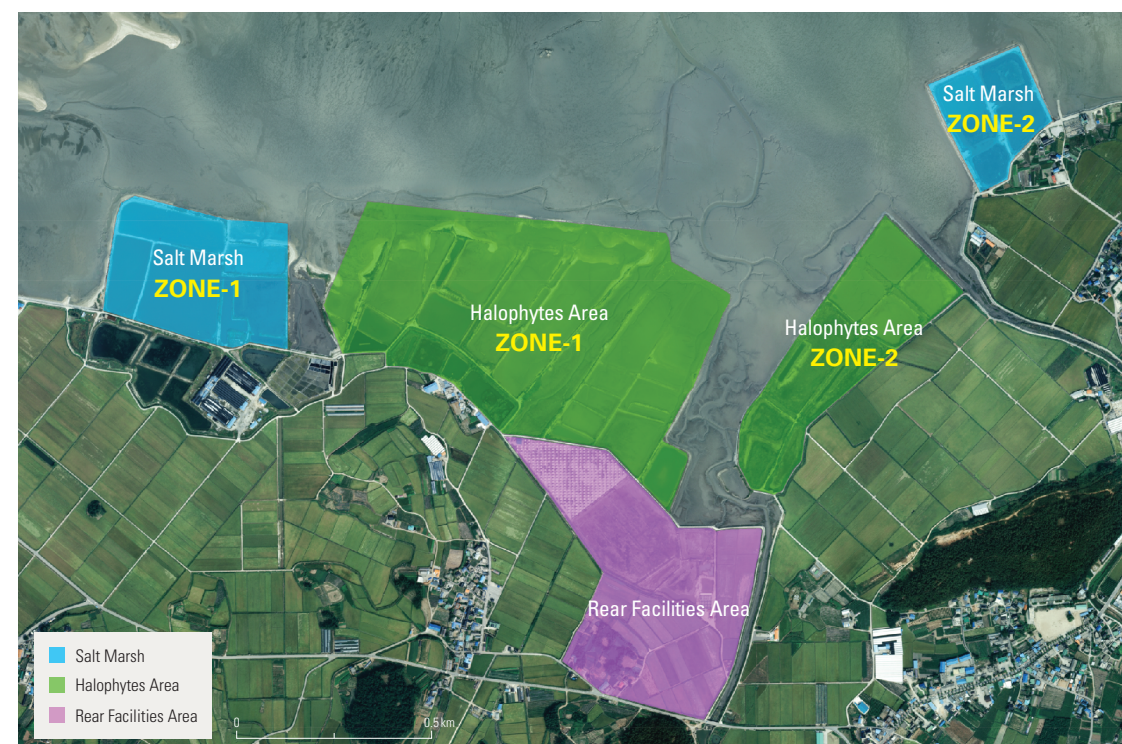 Salt Marsh
ZONE-2
Salt Marsh
ZONE-1
Halophytes Area
ZONE-1
Halophytes Area
ZONE-2
Rear Facilities Area
Salt Marsh
Halophytes Area
Rear Facilities Area
0
0.5 km